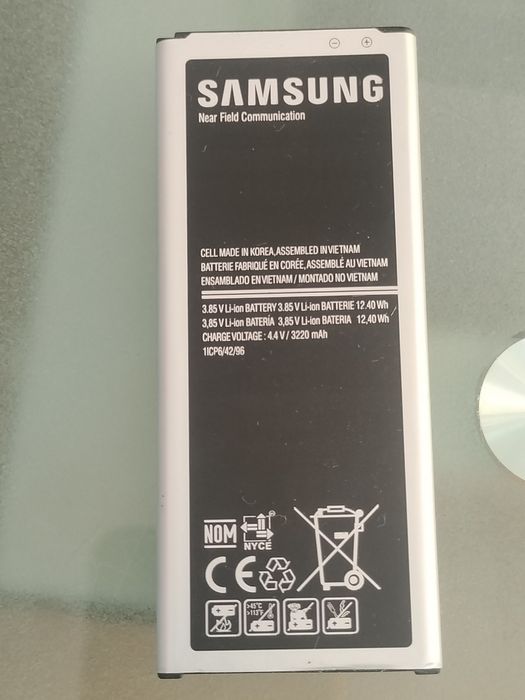 SAMSUNG
Near Field Communication
CELL MADE IN KOREA,ASSEMBLED IN VIETNAM
BATTERIE FABRIQUÉ EN CORÉE,ASSEMBLÉ AU VIETNAM
ENSAMBLADO EN VIETNAM / MONTADO NO VIETNAM
3.85 V Li-ion BATTERY 3.85 V Li-ion BATTERIE 12.40 Wh
3,85 V Li-ion BATERÍA 3,85 V Li-ion BATERIA 12,40 Wh
CHARGE VOLTAGE : 4.4 V / 3220 mAh
1ICP6/42/96
NOM
NYCE
CE
>45°C
>113°F